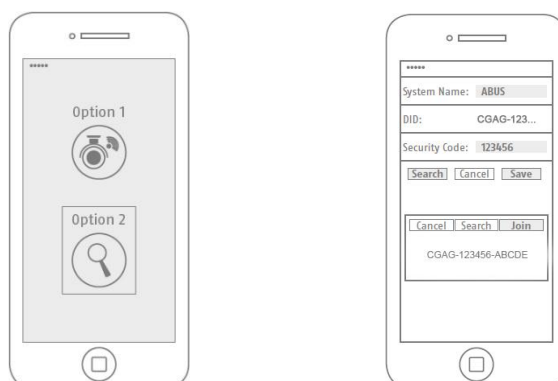 Option 1
Option 2
System Name: ABUS
DID: CGAG-123...
Security Code: 123456
Search Cancel Save
Cancel Search Join
CGAG-123456-ABCDE